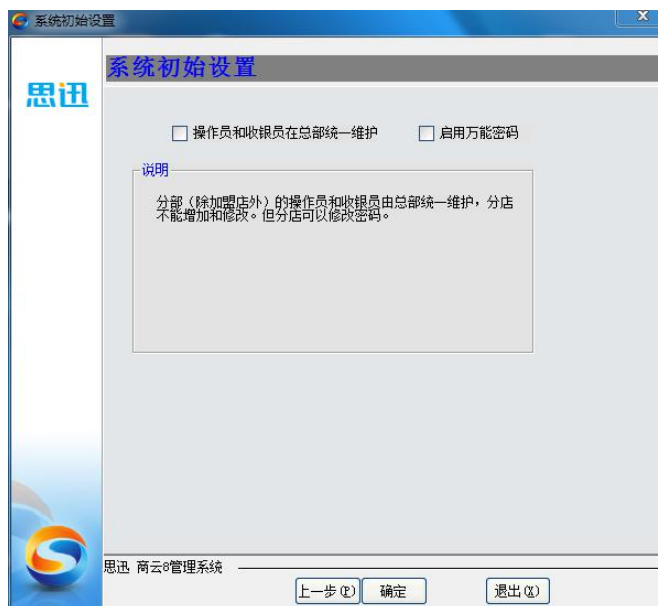 系统初始设置
系统初始设置
思迅
操作员和收银员在总部统一维护
启用万能密码
说明
分部（除加盟店外）的操作员和收银员由总部统一维护，分店
不能增加和修改。但分店可以修改密码。
思迅 商云8管理系统
上一步(P) 确定 退出(X)